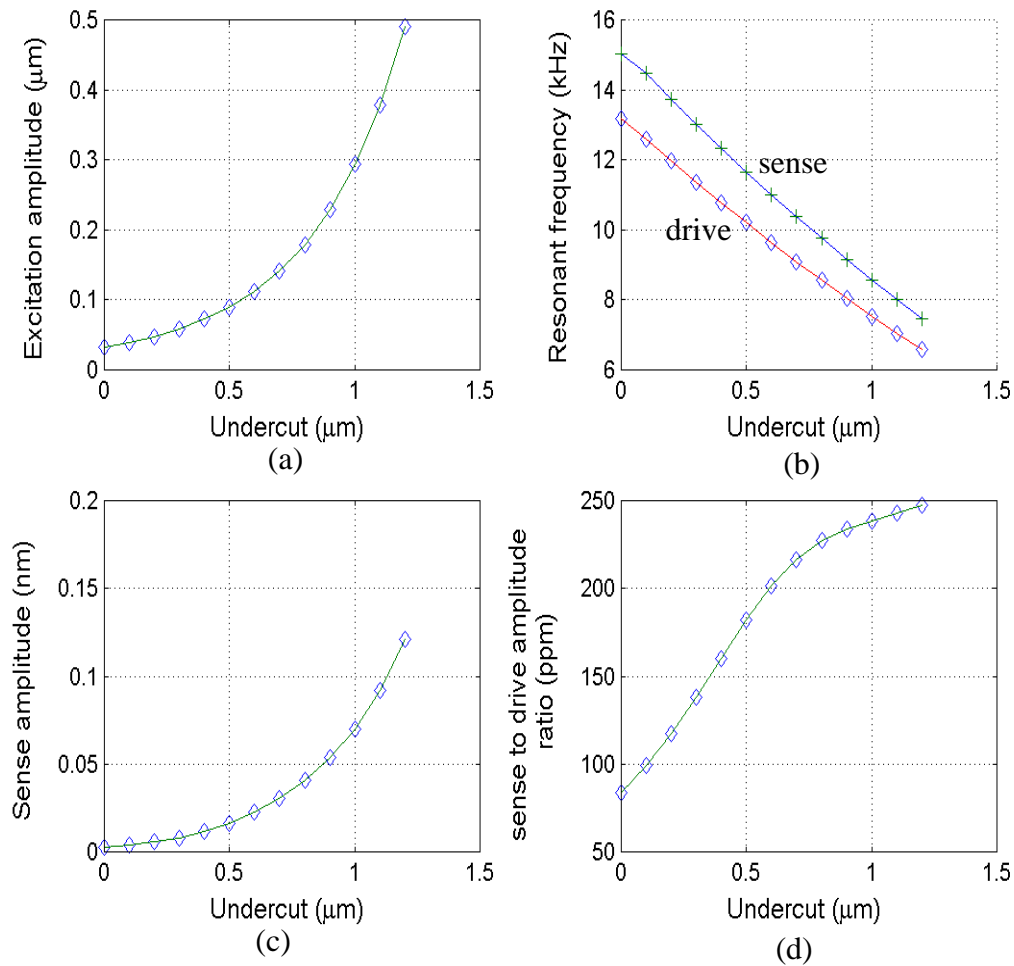 0.5
0.4
0.3
0.2
0.1
0
Excitation amplitude (μm)
0 0.5 1 1.5
Undercut (μm)
(a)
16
14
12
10
8
6
Resonant frequency (kHz)
sense
drive
0 0.5 1 1.5
Undercut (μm)
(b)
0.2
0.15
0.1
0.05
0
Sense amplitude (nm)
0 0.5 1 1.5
Undercut (μm)
(c)
250
200
150
100
50
sense to drive amplitude
ratio (ppm)
0 0.5 1 1.5
Undercut (μm)
(d)